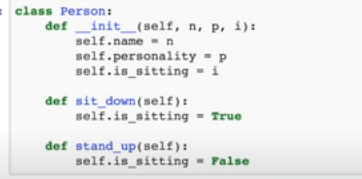 class Person:
    def __init__(self, n, p, i):
        self.name = n
        self.personality = p
        self.is_sitting = i

    def sit_down(self):
        self.is_sitting = True

    def stand_up(self):
        self.is_sitting = False